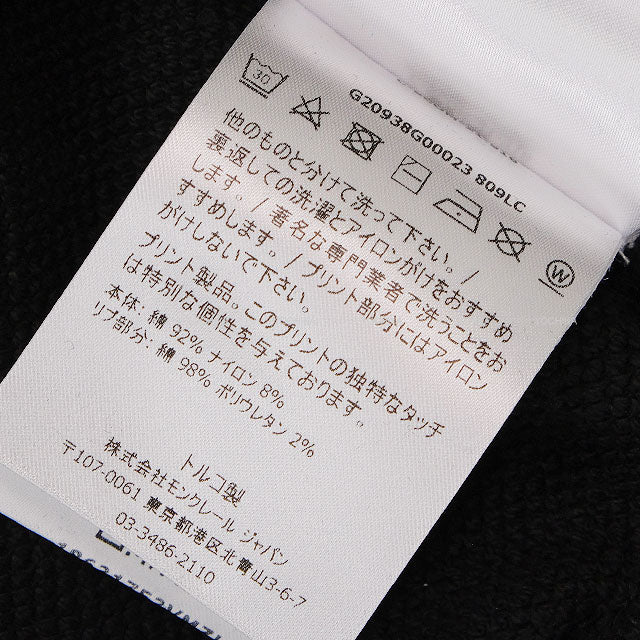 G20938G00023 809LC
30
W
他のものと分けて洗って下さい。/
裏返しての洗濯とアイロンがけをおすすめ
します。/ 著名な専門業者で洗うことをお
すすめします。/ プリント部分にはアイロン
がけしないで下さい。
プリント製品。このプリントの独特なタッチ
は特別な個性を与えております。
本体: 綿 92% ナイロン 8%
リブ部分: 綿 98% ポリウレタン 2%
トルコ製
株式会社モンクレール ジャパン
〒107-0061 東京都港区北青山3-6-7
03-3486-2110